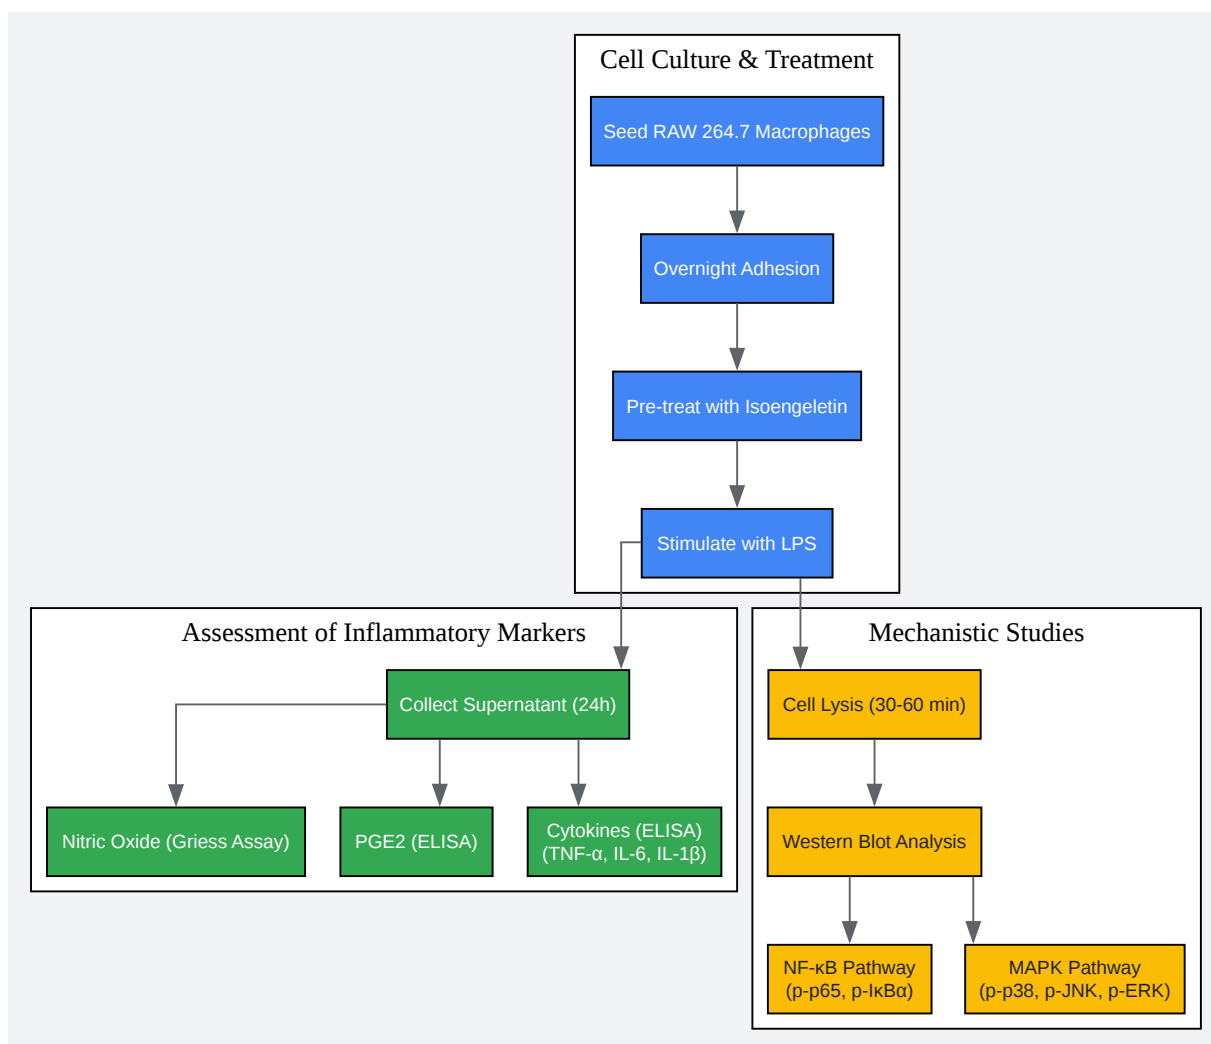 Cell Culture & Treatment
Seed RAW 264.7 Macrophages
Overnight Adhesion
Pre-treat with Isoengeletin
Stimulate with LPS
Assessment of Inflammatory Markers
Collect Supernatant (24h)
Nitric Oxide (Griess Assay)
PGE2 (ELISA)
Cytokines (ELISA)
(TNF-α, IL-6, IL-1β)
Mechanistic Studies
Cell Lysis (30-60 min)
Western Blot Analysis
NF-κB Pathway
(p-p65, p-IκBα)
MAPK Pathway
(p-p38, p-JNK, p-ERK)